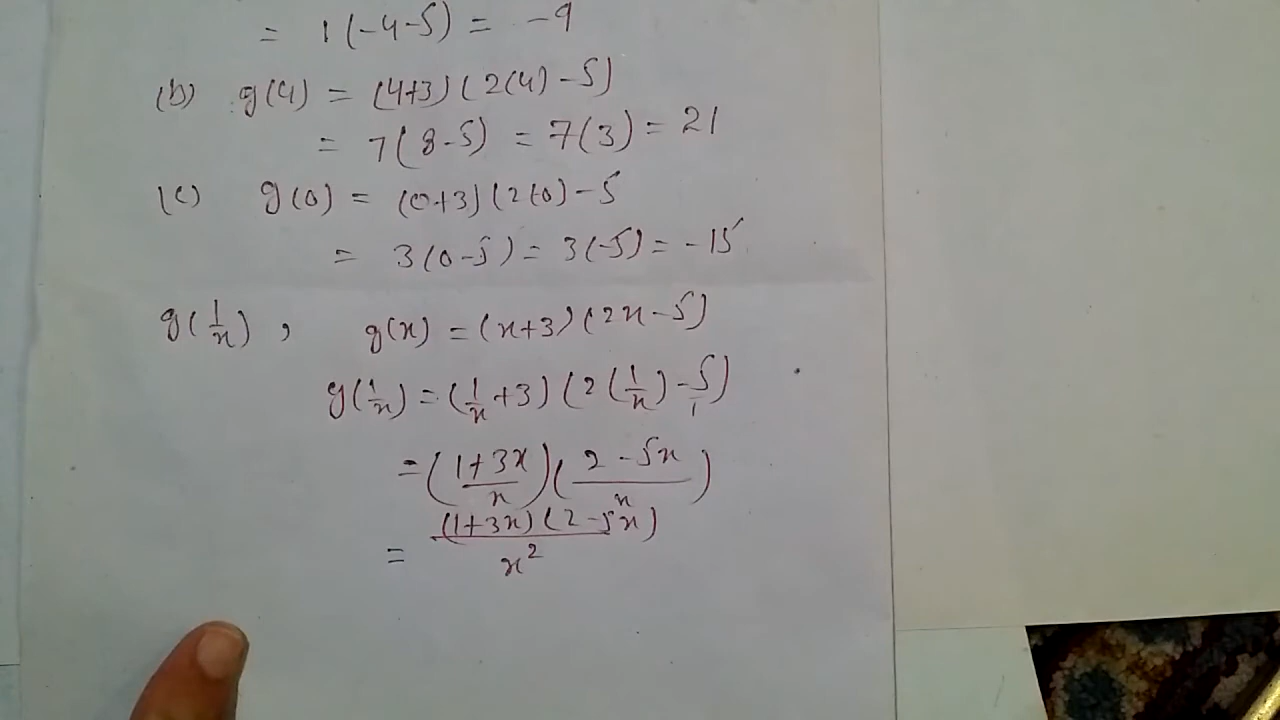 = 1(-4-5) = -9
(b) g(4) = (4+3)(2(4)-5)
= 7(8-5) = 7(3) = 21
(c) g(0) = (0+3)(2(0)-5
= 3(0-5) = 3(-5) = -15
g(1/x), g(x) = (x+3)(2x-5)
g(1/x) = (1/x+3)(2(1/x)-5/1)
= (1+3x/x)(2-5x/x)
= (1+3x)(2-5x)/x²